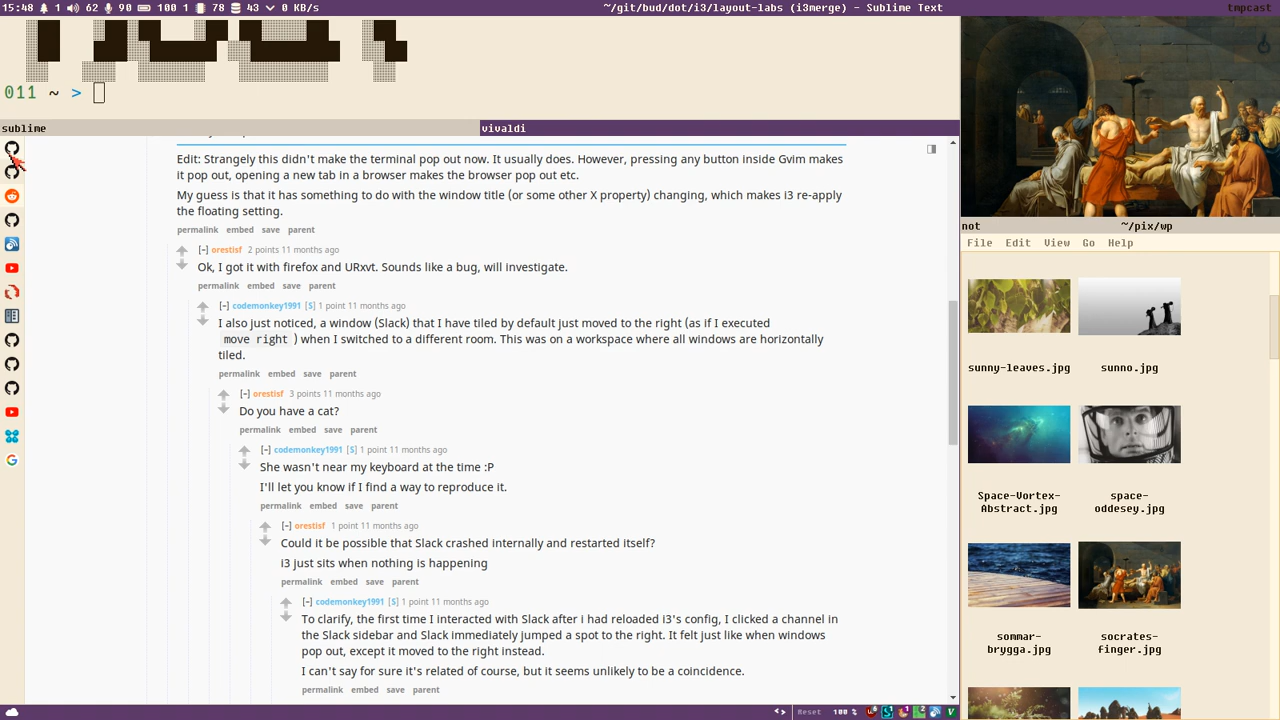 15:48 1 62 90 100 1 78 43 0 KB/s
~/git/bud/dot/i3/layout-labs (i3merge) - Sublime Text
tmpcast
011 ~ >
sublime
vivaldi
Edit: Strangely this didn't make the terminal pop out now. It usually does. However, pressing any button inside Gvim makes
it pop out, opening a new tab in a browser makes the browser pop out etc.
My guess is that it has something to do with the window title (or some other X property) changing, which makes i3 re-apply
the floating setting.
permalink embed save parent
[–] orestisf 2 points 11 months ago
Ok, I got it with firefox and URxvt. Sounds like a bug, will investigate.
permalink embed save parent
[–] codemonkey1991 [S] 1 point 11 months ago
I also just noticed, a window (Slack) that I have tiled by default just moved to the right (as if I executed
move right ) when I switched to a different room. This was on a workspace where all windows are horizontally
tiled.
permalink embed save parent
[–] orestisf 3 points 11 months ago
Do you have a cat?
permalink embed save parent
[–] codemonkey1991 [S] 1 point 11 months ago
She wasn't near my keyboard at the time :P
I'll let you know if I find a way to reproduce it.
permalink embed save parent
[–] orestisf 1 point 11 months ago
Could it be possible that Slack crashed internally and restarted itself?
i3 just sits when nothing is happening
permalink embed save parent
[–] codemonkey1991 [S] 1 point 11 months ago
To clarify, the first time I interacted with Slack after i had reloaded i3's config, I clicked a channel in
the Slack sidebar and Slack immediately jumped a spot to the right. It felt just like when windows
pop out, except it moved to the right instead.
I can't say for sure it's related of course, but it seems unlikely to be a coincidence.
permalink embed save parent
Reset 100 %
not
~/pix/wp
File Edit View Go Help
sunny-leaves.jpg
sunno.jpg
Space-Vortex-
Abstract.jpg
space-
oddesey.jpg
sommar-
brygga.jpg
socrates-
finger.jpg